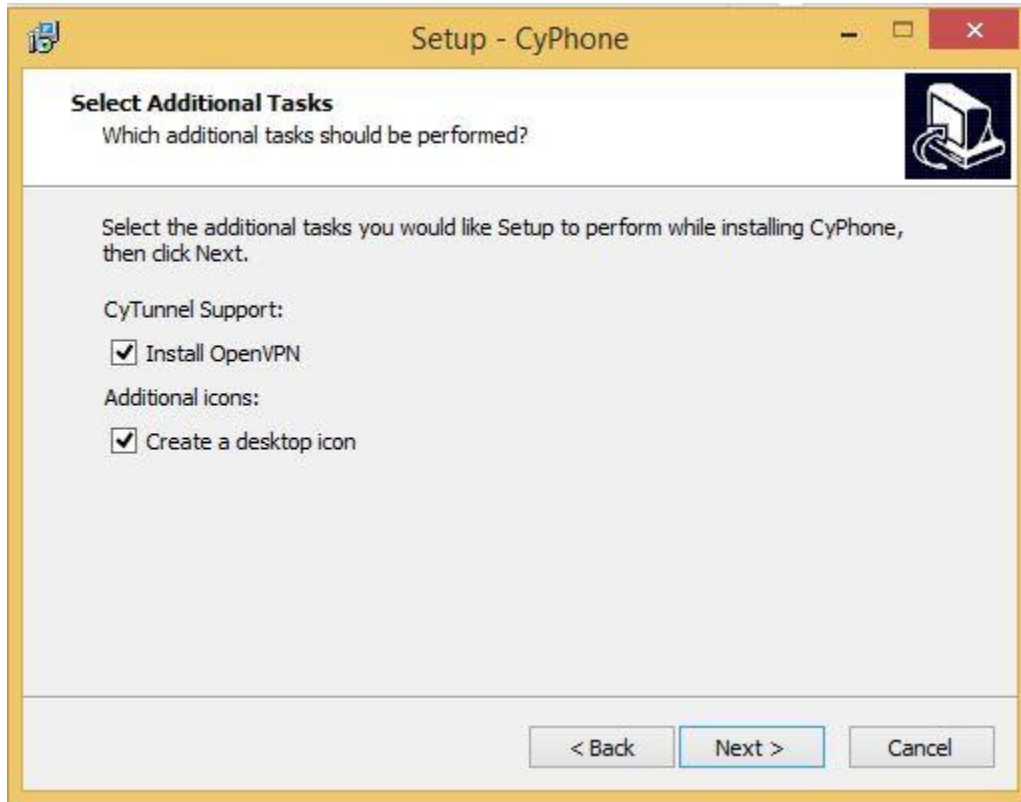 Setup - CyPhone
Select Additional Tasks
Which additional tasks should be performed?
Select the additional tasks you would like Setup to perform while installing CyPhone,
then click Next.
CyTunnel Support:
Install OpenVPN
Additional icons:
Create a desktop icon
< Back Next > Cancel